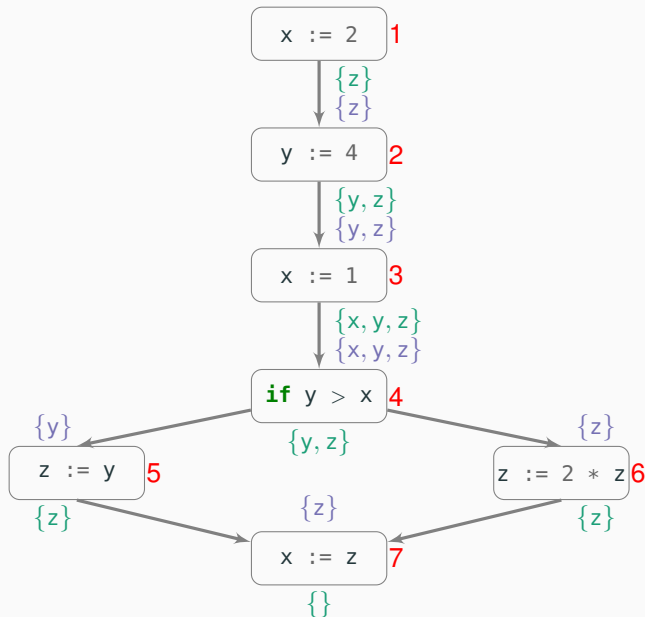 x := 2 1
{z}
{z}
y := 4 2
{y, z}
{y, z}
x := 1 3
{x, y, z}
{x, y, z}
if y > x 4
{y} {y, z} {z}
z := y 5 z := 2 * z 6
{z} {z} {z}
x := z 7
{}